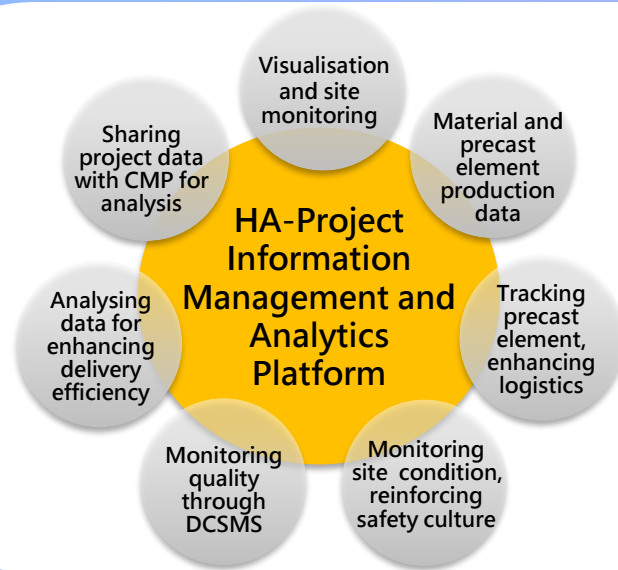 Visualisation
and site
monitoring
Material and
precast
element
production
data
Tracking
precast
element,
enhancing
logistics
Monitoring
site condition,
reinforcing
safety culture
Monitoring
quality
through
DCSMS
Analysing
data for
enhancing
delivery
efficiency
Sharing
project data
with CMP for
analysis
HA-Project
Information
Management and
Analytics
Platform